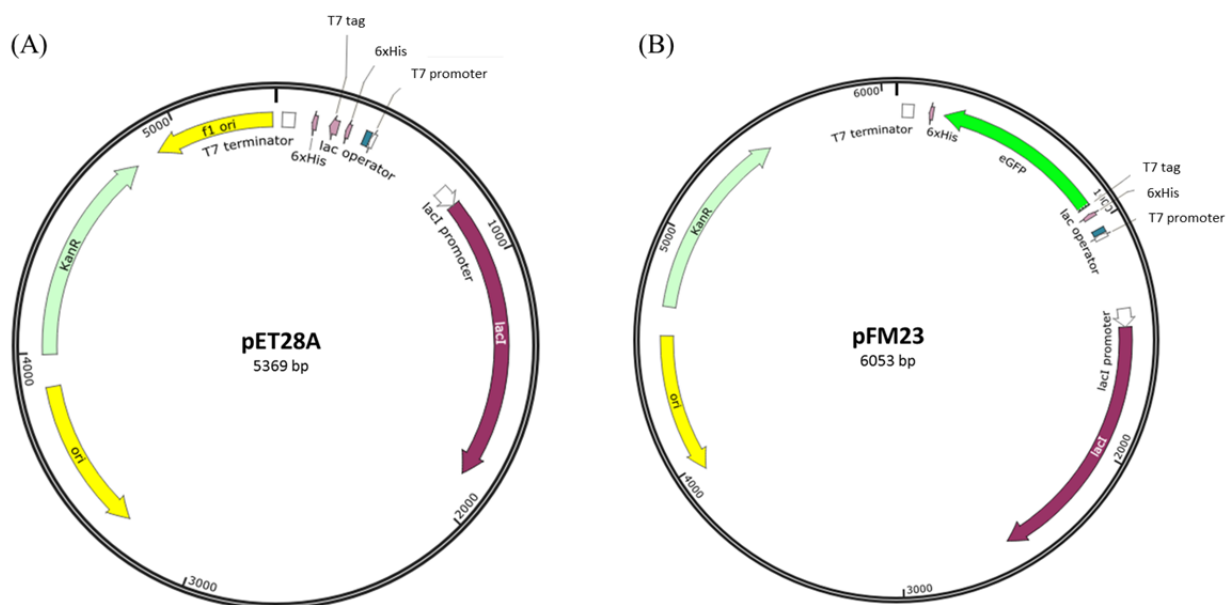 (A)
T7 tag
6xHis
T7 promoter
5000
f1 ori
T7 terminator
6xHis
lac operator
lacI promoter
1000
KanR
lacI
pET28A
5369 bp
4000
ori
2000
3000
(B)
6000
T7 terminator
6xHis
eGFP
T7 tag
6xHis
T7 promoter
lac operator
KanR
5000
lacI promoter
pFM23
6053 bp
ori
lacI
2000
4000
3000